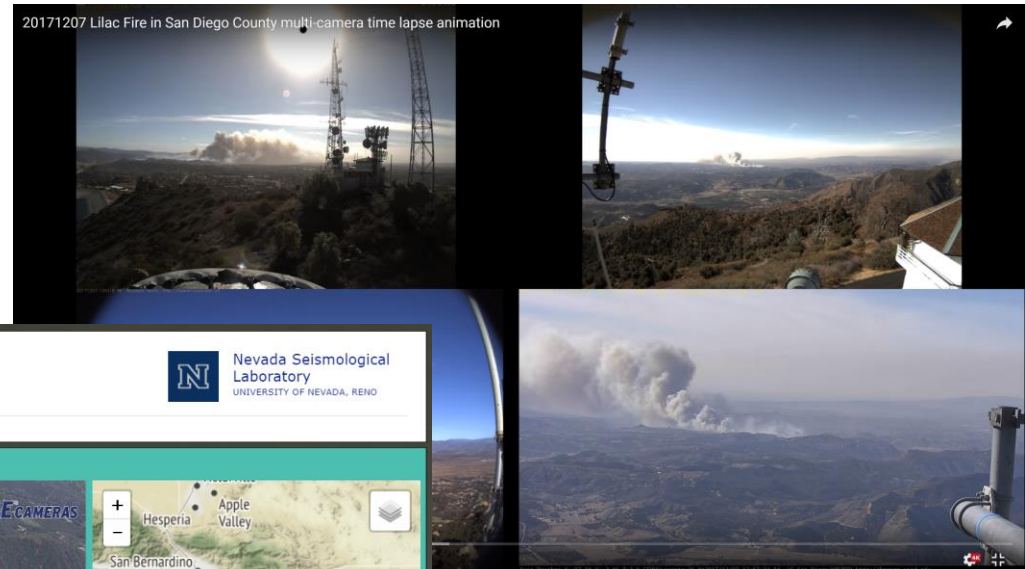 20171207 Lilac Fire in San Diego County multi-camera time lapse animation
Nevada Seismological
Laboratory
UNIVERSITY OF NEVADA, RENO
N
CAMERAS
+
−
Hesperia
Apple
Valley
San Bernardino
4K